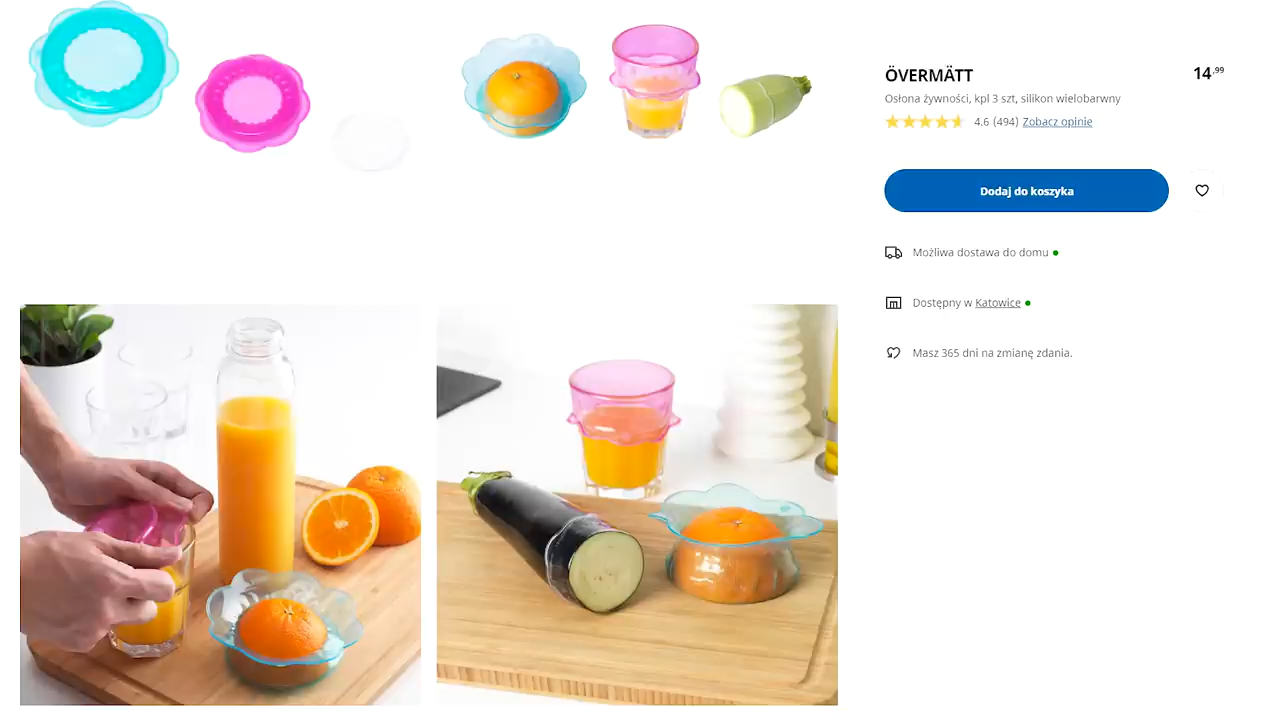 ÖVERMÄTT
14,99
Osłona żywności, kpl 3 szt, silikon wielobarwny
4.6 (494) Zobacz opinie
Dodaj do koszyka
Możliwa dostawa do domu
Dostępny w Katowice
Masz 365 dni na zmianę zdania.